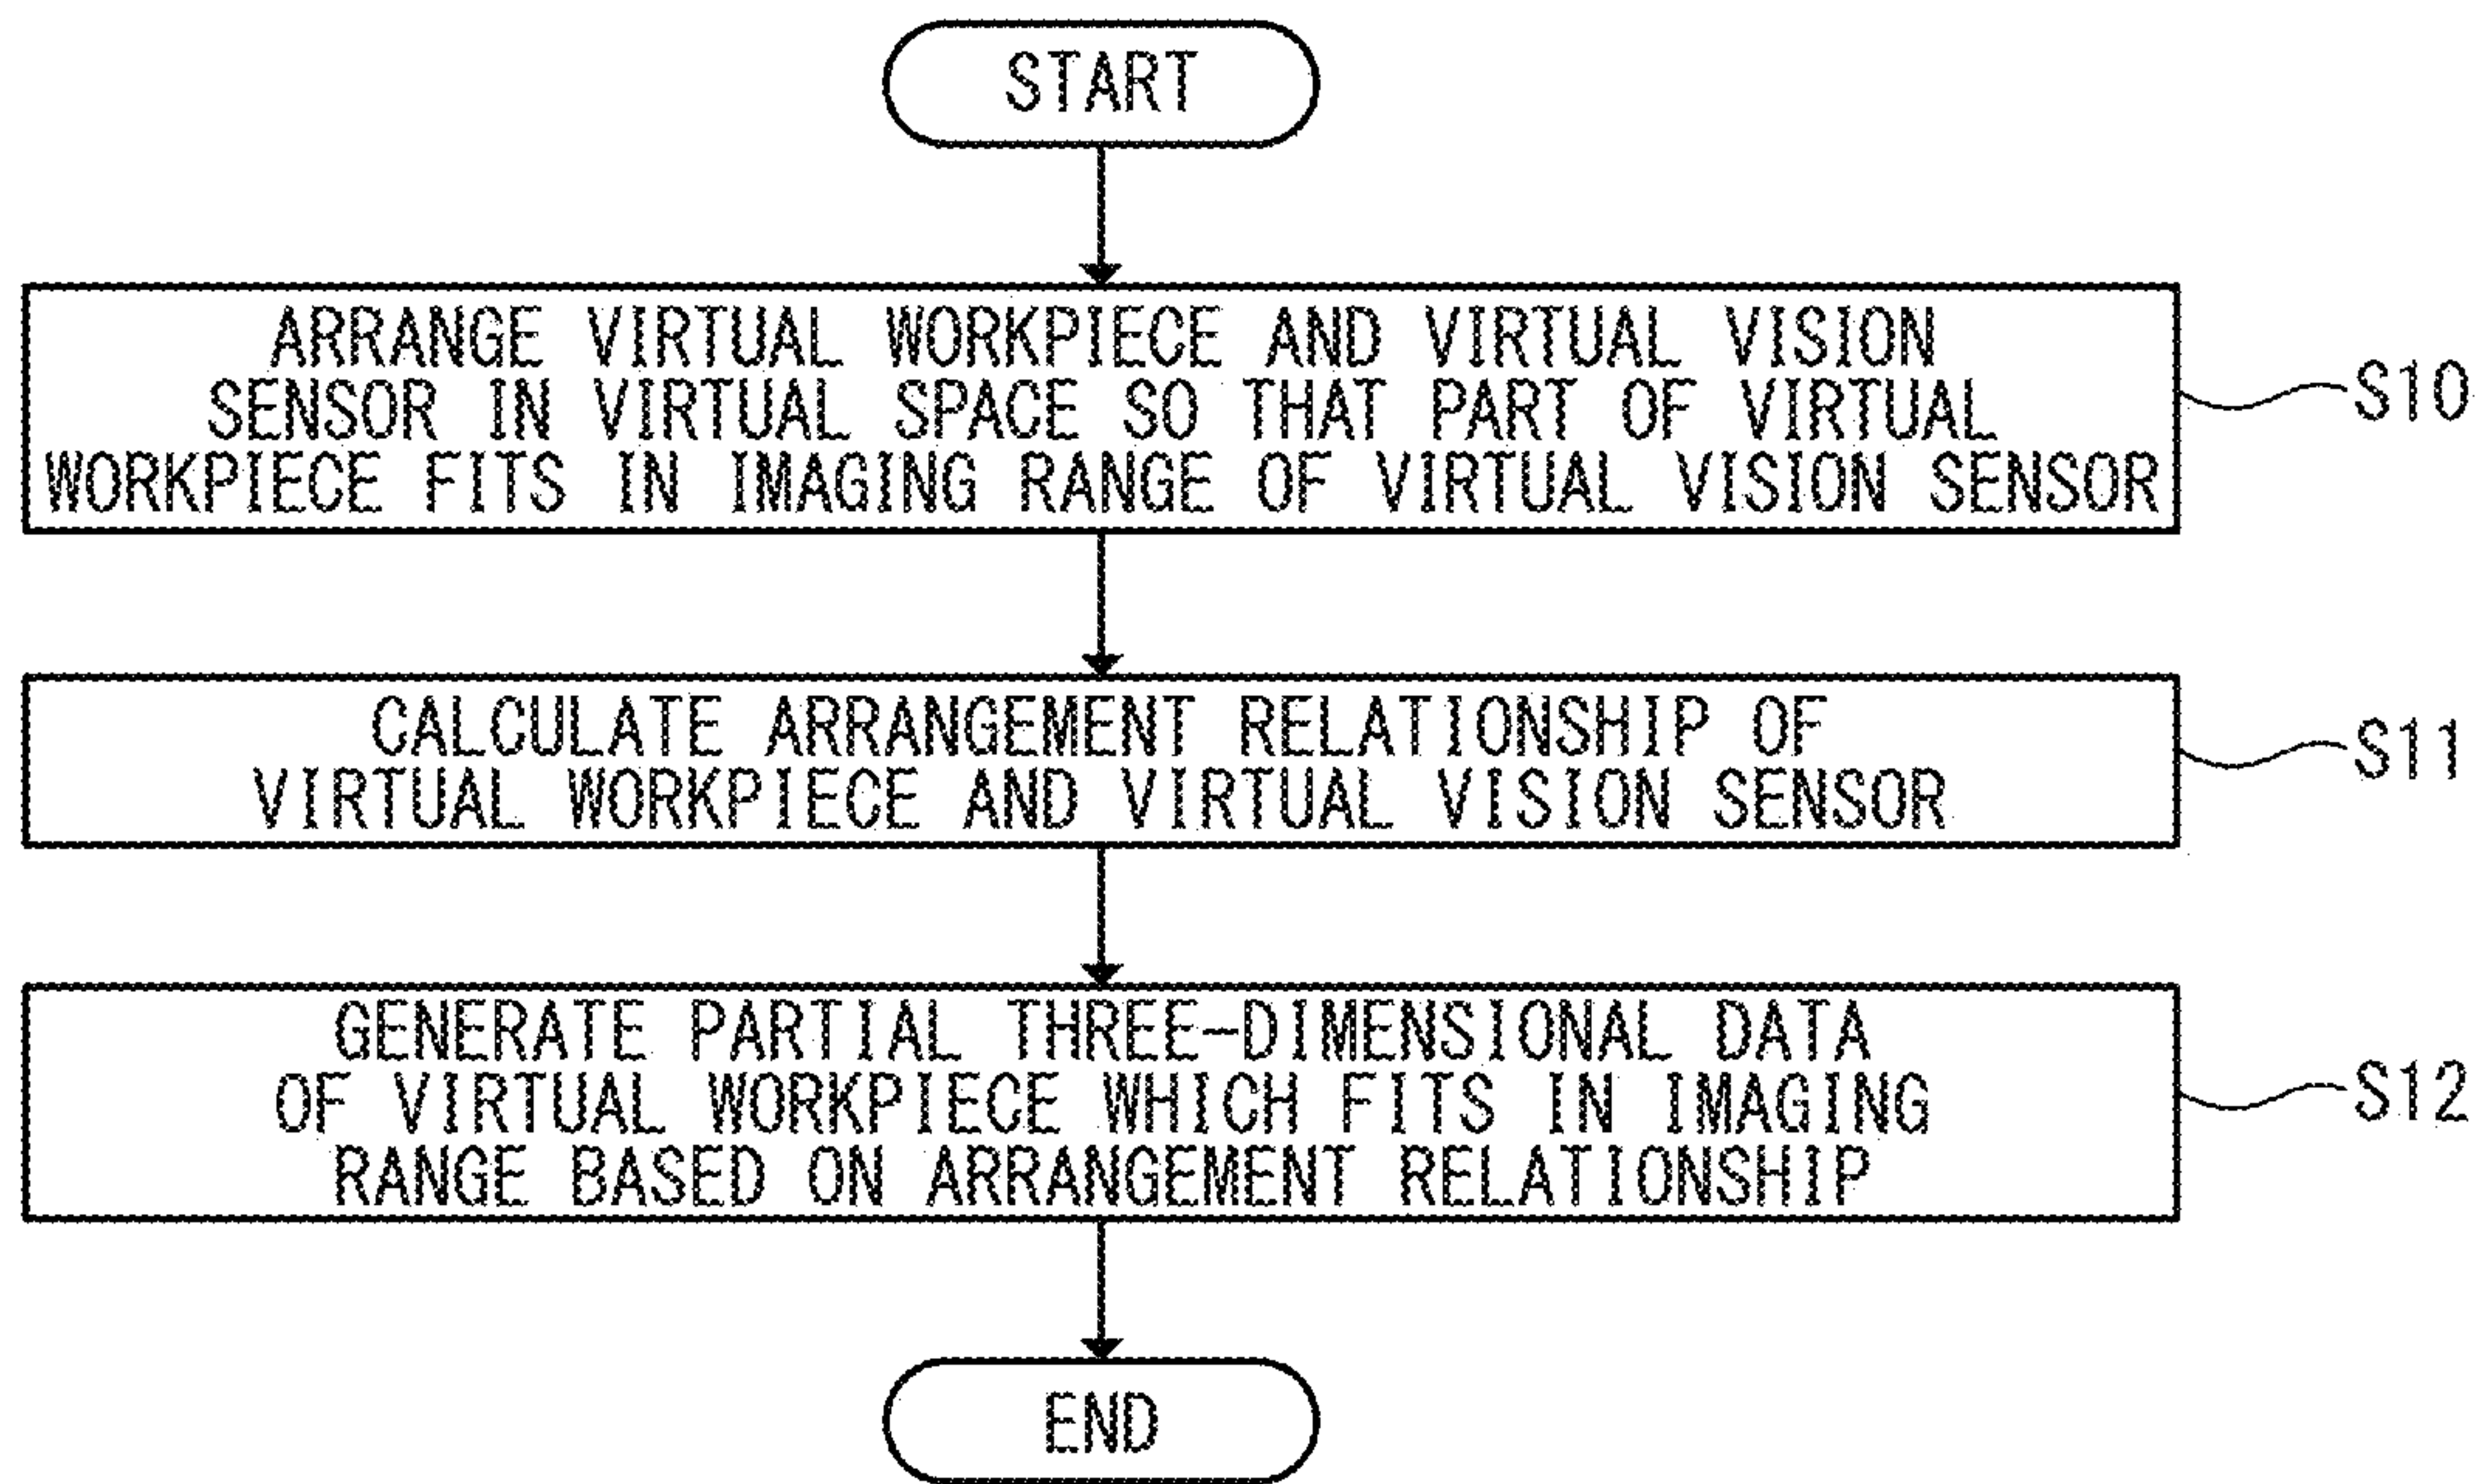 START
ARRANGE VIRTUAL WORKPIECE AND VIRTUAL VISION
SENSOR IN VIRTUAL SPACE SO THAT PART OF VIRTUAL
WORKPIECE FITS IN IMAGING RANGE OF VIRTUAL VISION SENSOR
S10
CALCULATE ARRANGEMENT RELATIONSHIP OF
VIRTUAL WORKPIECE AND VIRTUAL VISION SENSOR
S11
GENERATE PARTIAL THREE-DIMENSIONAL DATA
OF VIRTUAL WORKPIECE WHICH FITS IN IMAGING
RANGE BASED ON ARRANGEMENT RELATIONSHIP
S12
END